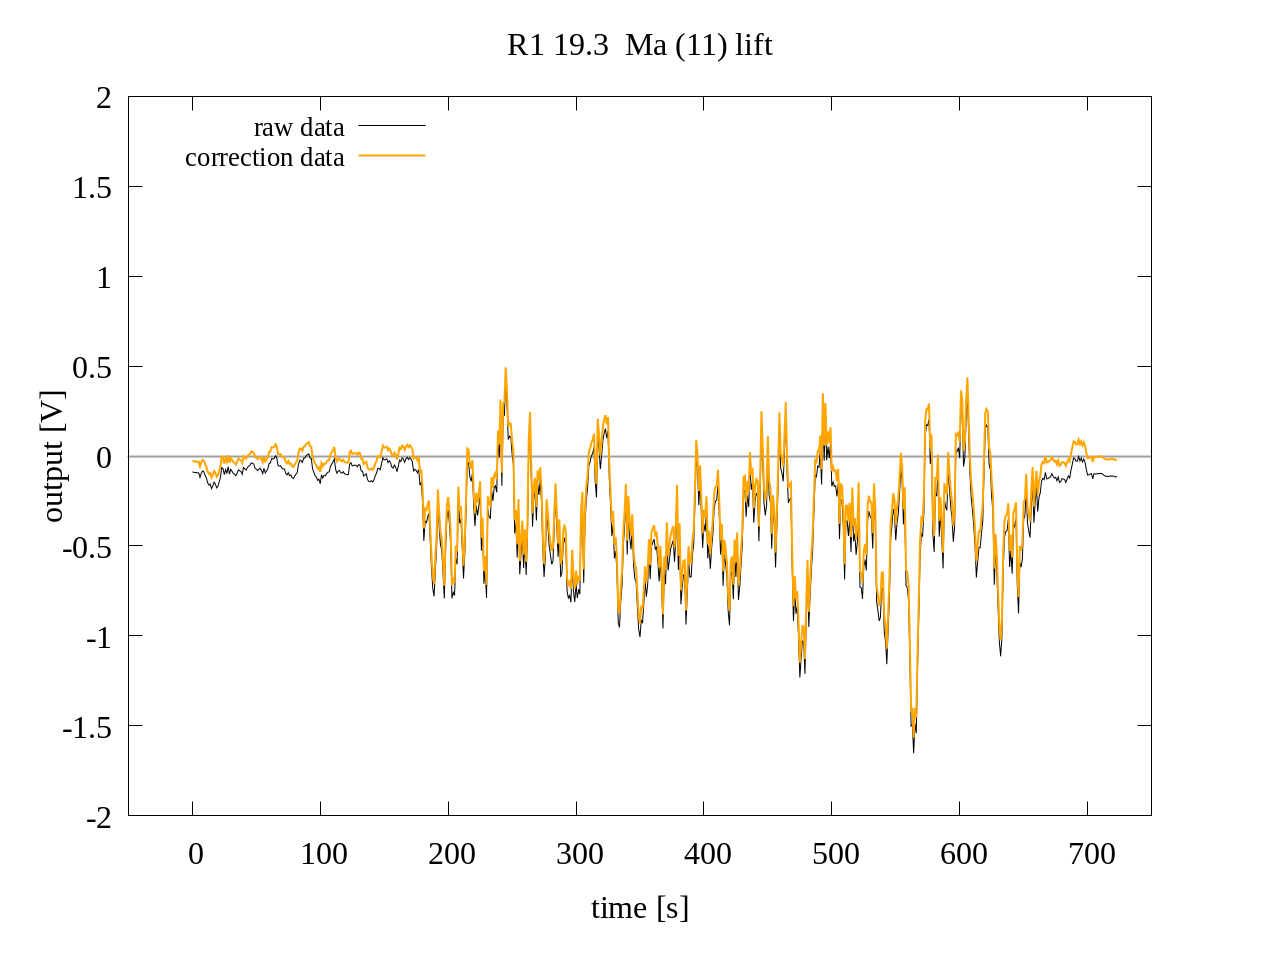 R1 19.3  Ma (11) lift
raw data
correction data
2
1.5
1
0.5
0
-0.5
-1
-1.5
-2
output [V]
0 100 200 300 400 500 600 700
time [s]